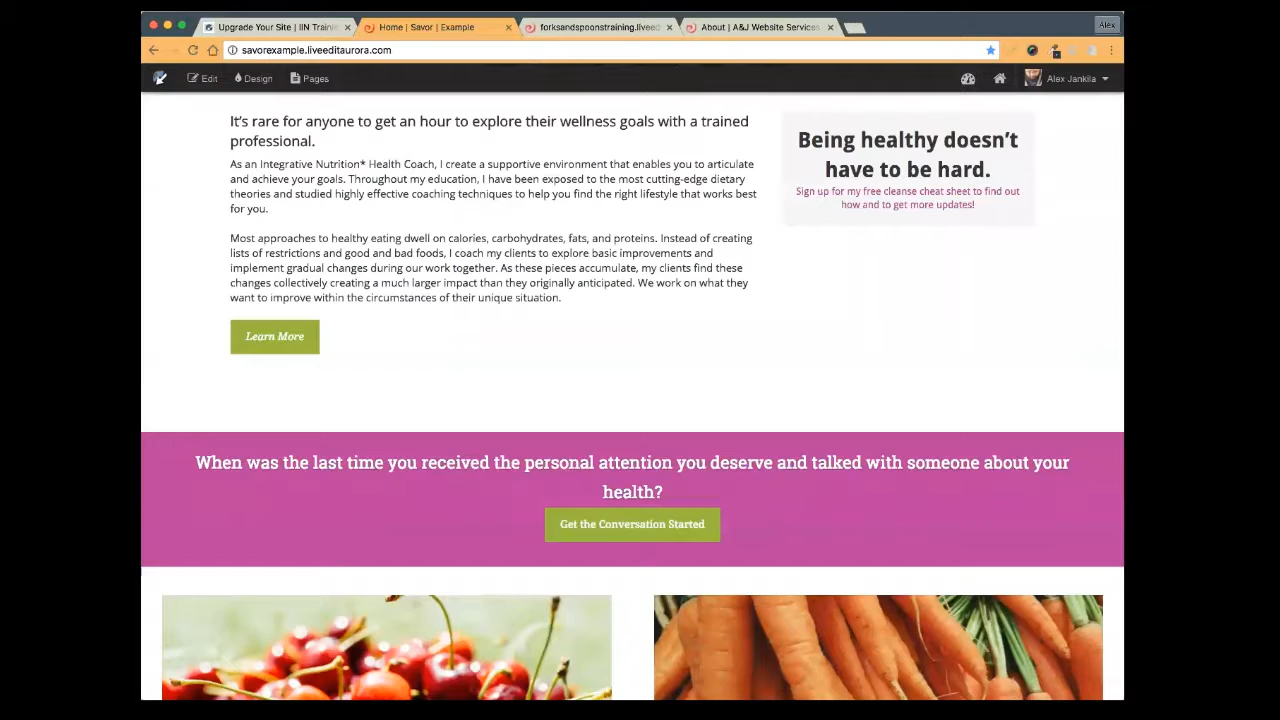 Upgrade Your Site | IIN Traini
Home | Savor | Example
forksandspoonstraining.liveed
About | A&J Website Services
Alex
savorexample.liveeditaurora.com
Edit
Design
Pages
Alex Jankila
It's rare for anyone to get an hour to explore their wellness goals with a trained
professional.
As an Integrative Nutrition* Health Coach, I create a supportive environment that enables you to articulate
and achieve your goals. Throughout my education, I have been exposed to the most cutting-edge dietary
theories and studied highly effective coaching techniques to help you find the right lifestyle that works best
for you.
Most approaches to healthy eating dwell on calories, carbohydrates, fats, and proteins. Instead of creating
lists of restrictions and good and bad foods, I coach my clients to explore basic improvements and
implement gradual changes during our work together. As these pieces accumulate, my clients find these
changes collectively creating a much larger impact than they originally anticipated. We work on what they
want to improve within the circumstances of their unique situation.
Learn More
Being healthy doesn't
have to be hard.
Sign up for my free cleanse cheat sheet to find out
how and to get more updates!
When was the last time you received the personal attention you deserve and talked with someone about your
health?
Get the Conversation Started